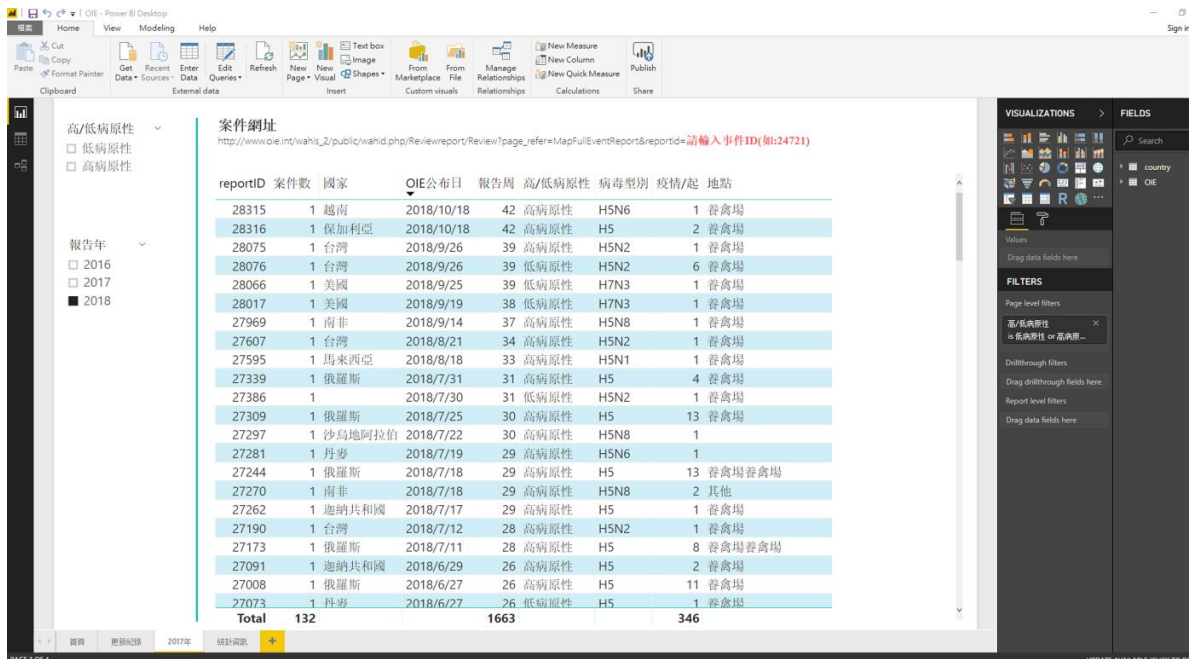 OIE - Power BI Desktop
Sign in
檔案 Home View Modeling Help
Paste
Cut
Copy
Format Painter
Clipboard
Get Data
Recent Sources
Enter Data
Edit Queries
Refresh
External data
New Page
New Visual
Text box
Image
Shapes
Insert
From Marketplace
From File
Custom visuals
Manage Relationships
Relationships
New Measure
New Column
New Quick Measure
Calculations
Publish
Share
高/低病原性
低病原性
高病原性
報告年
2016
2017
2018
案件網址
http://www.oie.int/wahis_2/public/wahid.php/Reviewreport/Review?page_refer=MapFullEventReport&reportid=請輸入事件ID(如:24721)
reportID 案件數 國家 OIE公布日 報告周 高/低病原性 病毒型別 疫情/起 地點
28315 1 越南 2018/10/18 42 高病原性 H5N6 1 養禽場
28316 1 保加利亞 2018/10/18 42 高病原性 H5 2 養禽場
28075 1 台灣 2018/9/26 39 高病原性 H5N2 1 養禽場
28076 1 台灣 2018/9/26 39 低病原性 H5N2 6 養禽場
28066 1 美國 2018/9/25 39 低病原性 H7N3 1 養禽場
28017 1 美國 2018/9/19 38 低病原性 H7N3 1 養禽場
27969 1 南非 2018/9/14 37 高病原性 H5N8 1 養禽場
27607 1 台灣 2018/8/21 34 高病原性 H5N2 1 養禽場
27595 1 馬來西亞 2018/8/18 33 高病原性 H5N1 1 養禽場
27339 1 俄羅斯 2018/7/31 31 高病原性 H5 4 養禽場
27386 1 2018/7/30 31 低病原性 H5N2 1 養禽場
27309 1 俄羅斯 2018/7/25 30 高病原性 H5 13 養禽場
27297 1 沙烏地阿拉伯 2018/7/22 30 高病原性 H5N8 1
27281 1 丹麥 2018/7/19 29 高病原性 H5N6 1
27244 1 俄羅斯 2018/7/18 29 高病原性 H5 13 養禽場養禽場
27270 1 南非 2018/7/18 29 高病原性 H5N8 2 其他
27262 1 迦納共和國 2018/7/17 29 高病原性 H5 1 養禽場
27190 1 台灣 2018/7/12 28 高病原性 H5N2 1 養禽場
27173 1 俄羅斯 2018/7/11 28 高病原性 H5 8 養禽場養禽場
27091 1 迦納共和國 2018/6/29 26 高病原性 H5 2 養禽場
27008 1 俄羅斯 2018/6/27 26 高病原性 H5 11 養禽場
27073 1 丹麥 2018/6/27 26 低病原性 H5 1 養禽場
Total 132 1663 346
VISUALIZATIONS
R
Values
Drag data fields here
FILTERS
Page level filters
高/低病原性
is 低病原性 or 高病原...
Drillthrough filters
Drag drillthrough fields here
Report level filters
Drag data fields here
FIELDS
Search
country
OIE
首頁 更新紀錄 2017年 統計資訊